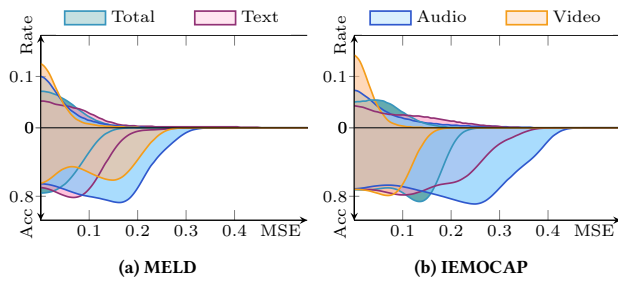 Total Text Audio Video
Rate Rate
0.1 0.1
0 0
0.8 0.8
Acc Acc
0.1 0.2 0.3 0.4 MSE 0.1 0.2 0.3 0.4 MSE
(a) MELD (b) IEMOCAP